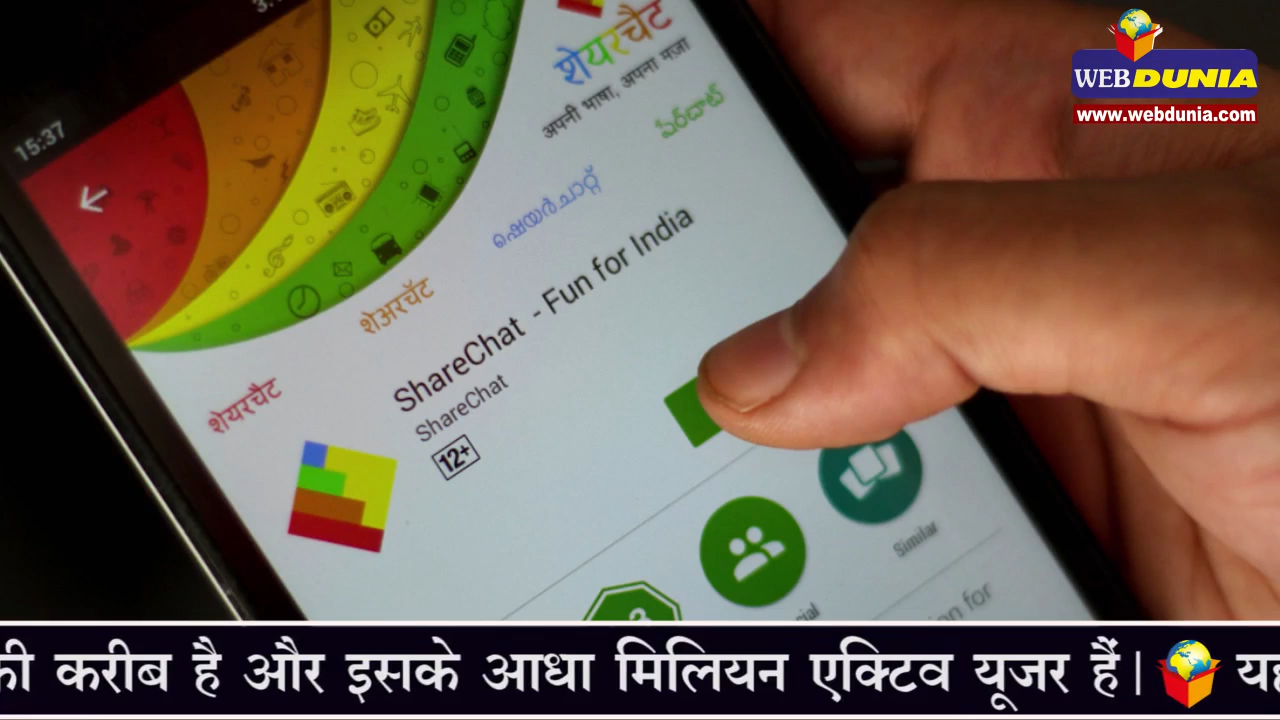 15:37
शेयरचैट
अपनी भाषा, अपना मज़ा
షేర్‌చాట్
ഷെയർചാറ്റ്
शेअरचॅट
शेयरचैट
ShareChat - Fun for India
ShareChat
12+
Similar
WEBDUNIA
www.webdunia.com
की करीब है और इसके आधा मिलियन एक्टिव यूजर हैं|